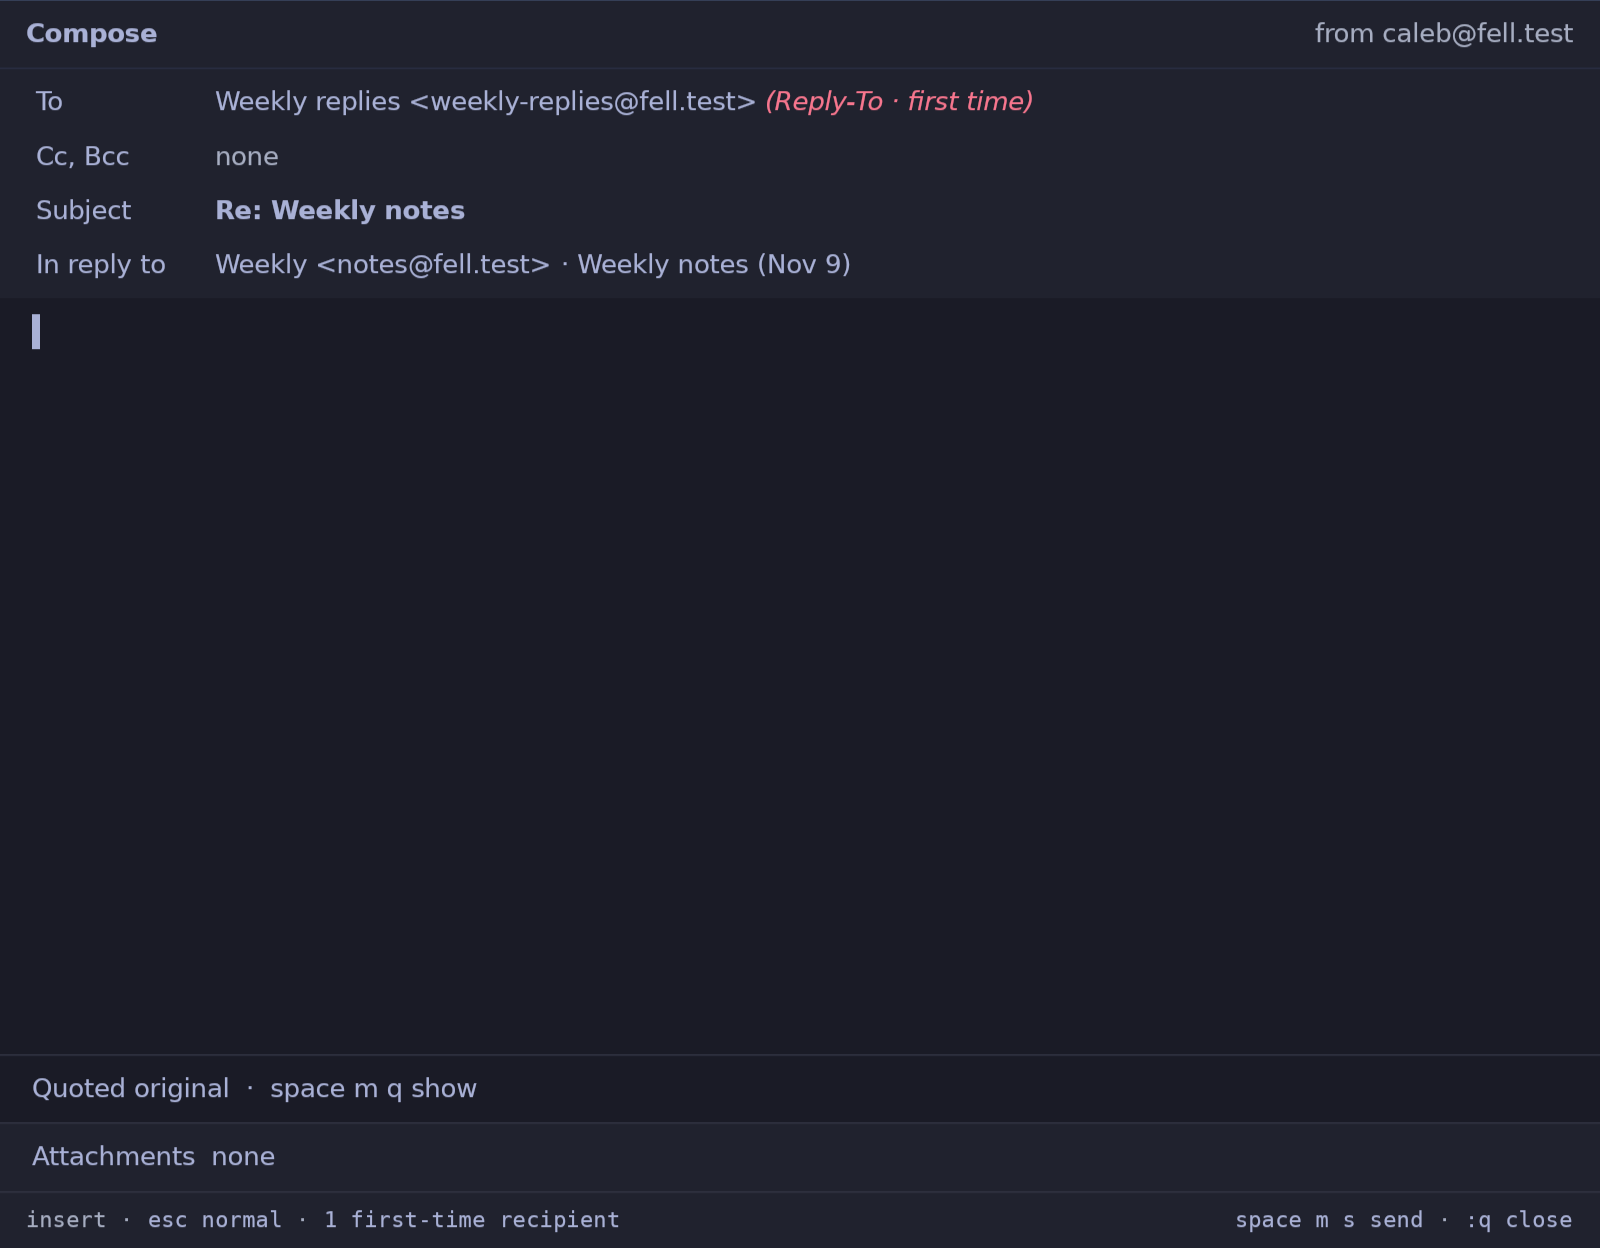 Compose from caleb@fell.test
To Weekly replies <weekly-replies@fell.test> (Reply-To · first time)
Cc, Bcc none
Subject Re: Weekly notes
In reply to Weekly <notes@fell.test> · Weekly notes (Nov 9)
Quoted original · space m q show
Attachments none
insert · esc normal · 1 first-time recipient space m s send · :q close